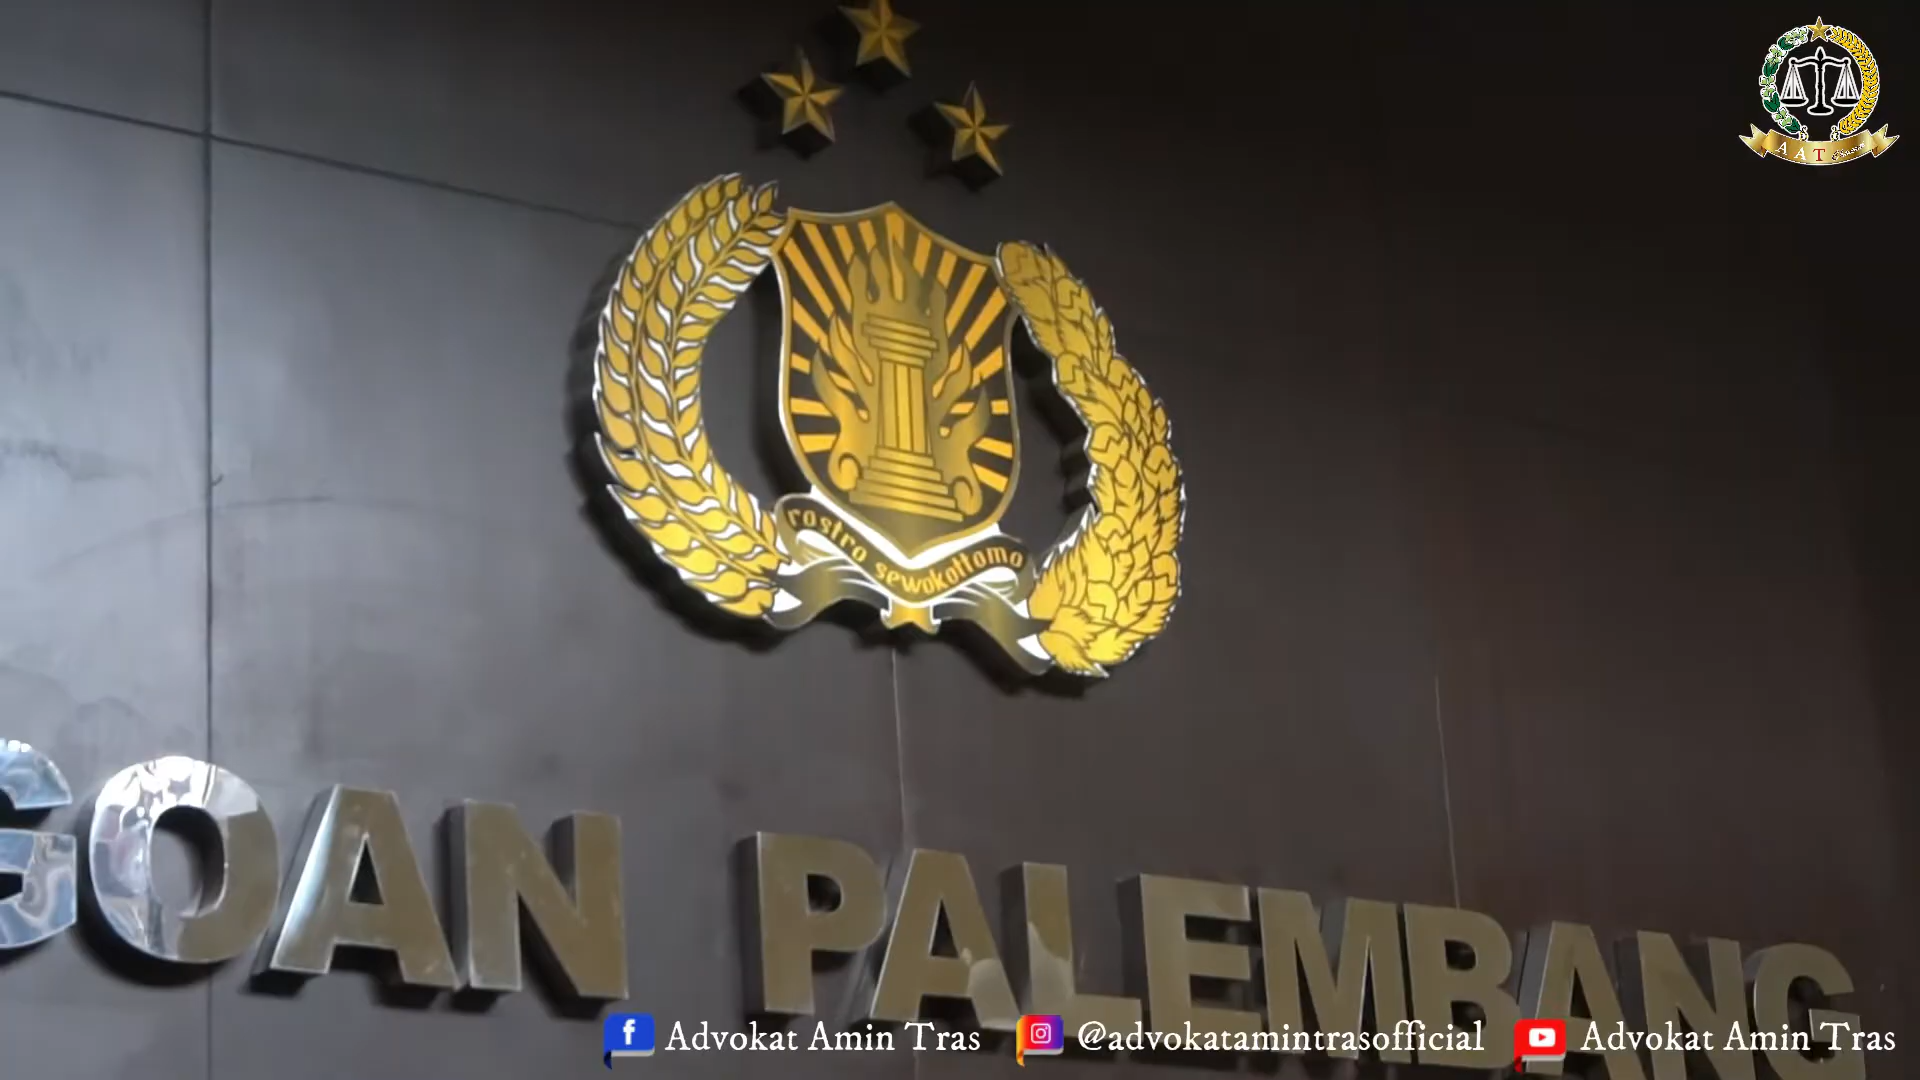 A A T
rastra sewakottama
GOAN PALEMBANG
Advokat Amin Tras @advokatamintrasofficial Advokat Amin Tras